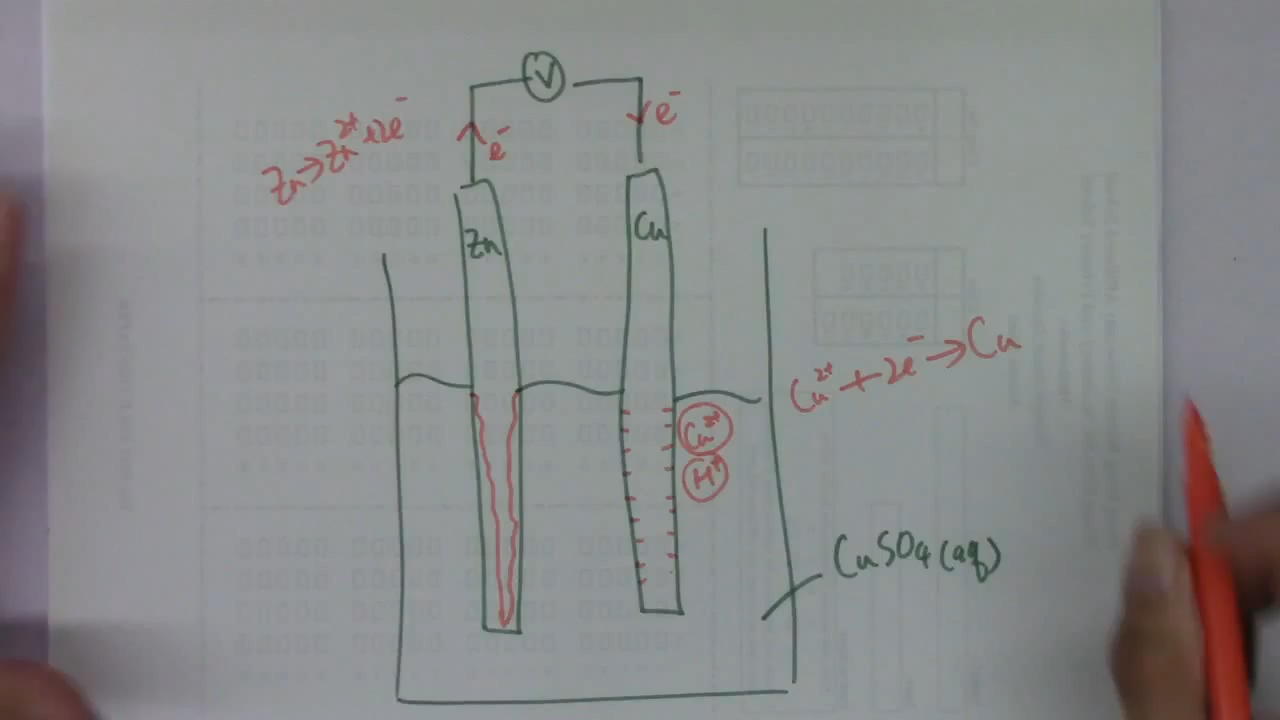 V
e⁻
e⁻
Zn → Zn²⁺ + 2e⁻
Zn
Cu
Cu²⁺ + 2e⁻ → Cu
Cu²⁺
H⁺
CuSO₄(aq)